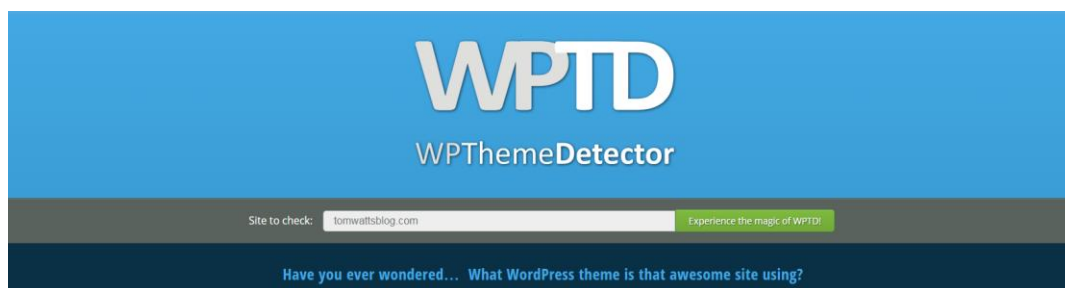 WPTD
WPThemeDetector
Site to check: tomwattsblog.com Experience the magic of WPTD!
Have you ever wondered... What WordPress theme is that awesome site using?